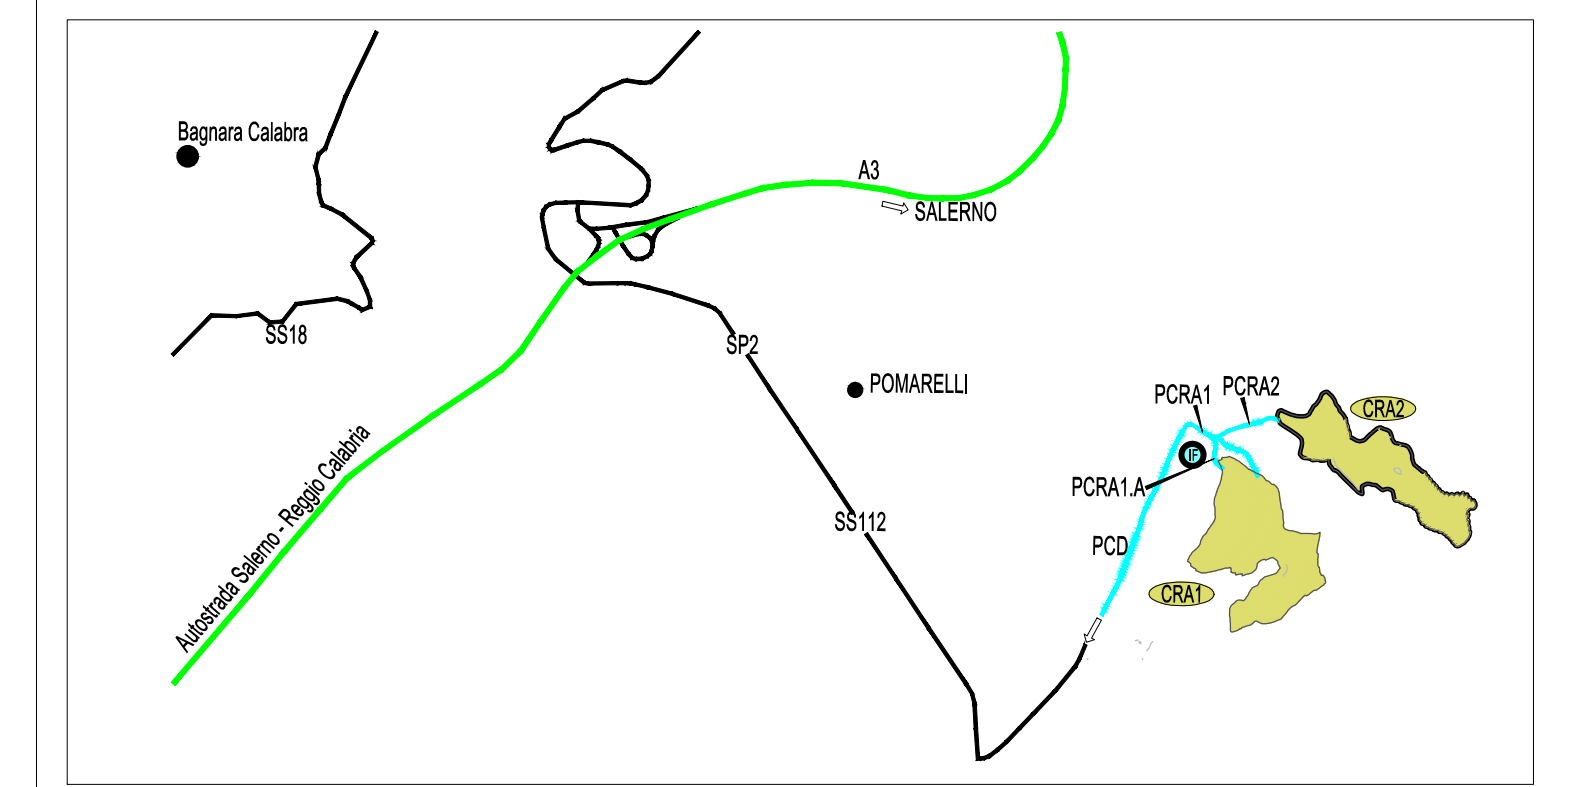 Bagnara Calabra
A3
SALERNO
SS18
SP2
POMARELLI
PCRA1
PCRA2
CRA2
IF
PCRA1.A
Autostrada Salerno - Reggio Calabria
SS112
PCD
CRA1